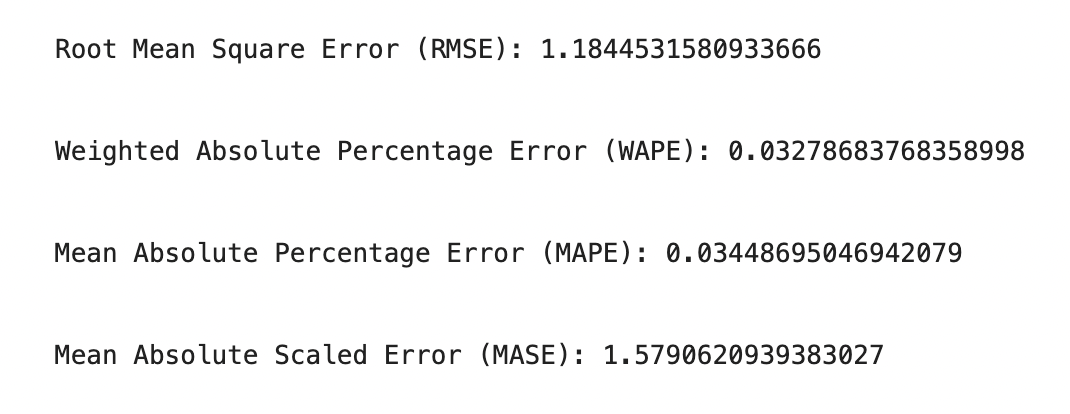 Root Mean Square Error (RMSE): 1.1844531580933666
Weighted Absolute Percentage Error (WAPE): 0.03278683768358998
Mean Absolute Percentage Error (MAPE): 0.03448695046942079
Mean Absolute Scaled Error (MASE): 1.5790620939383027